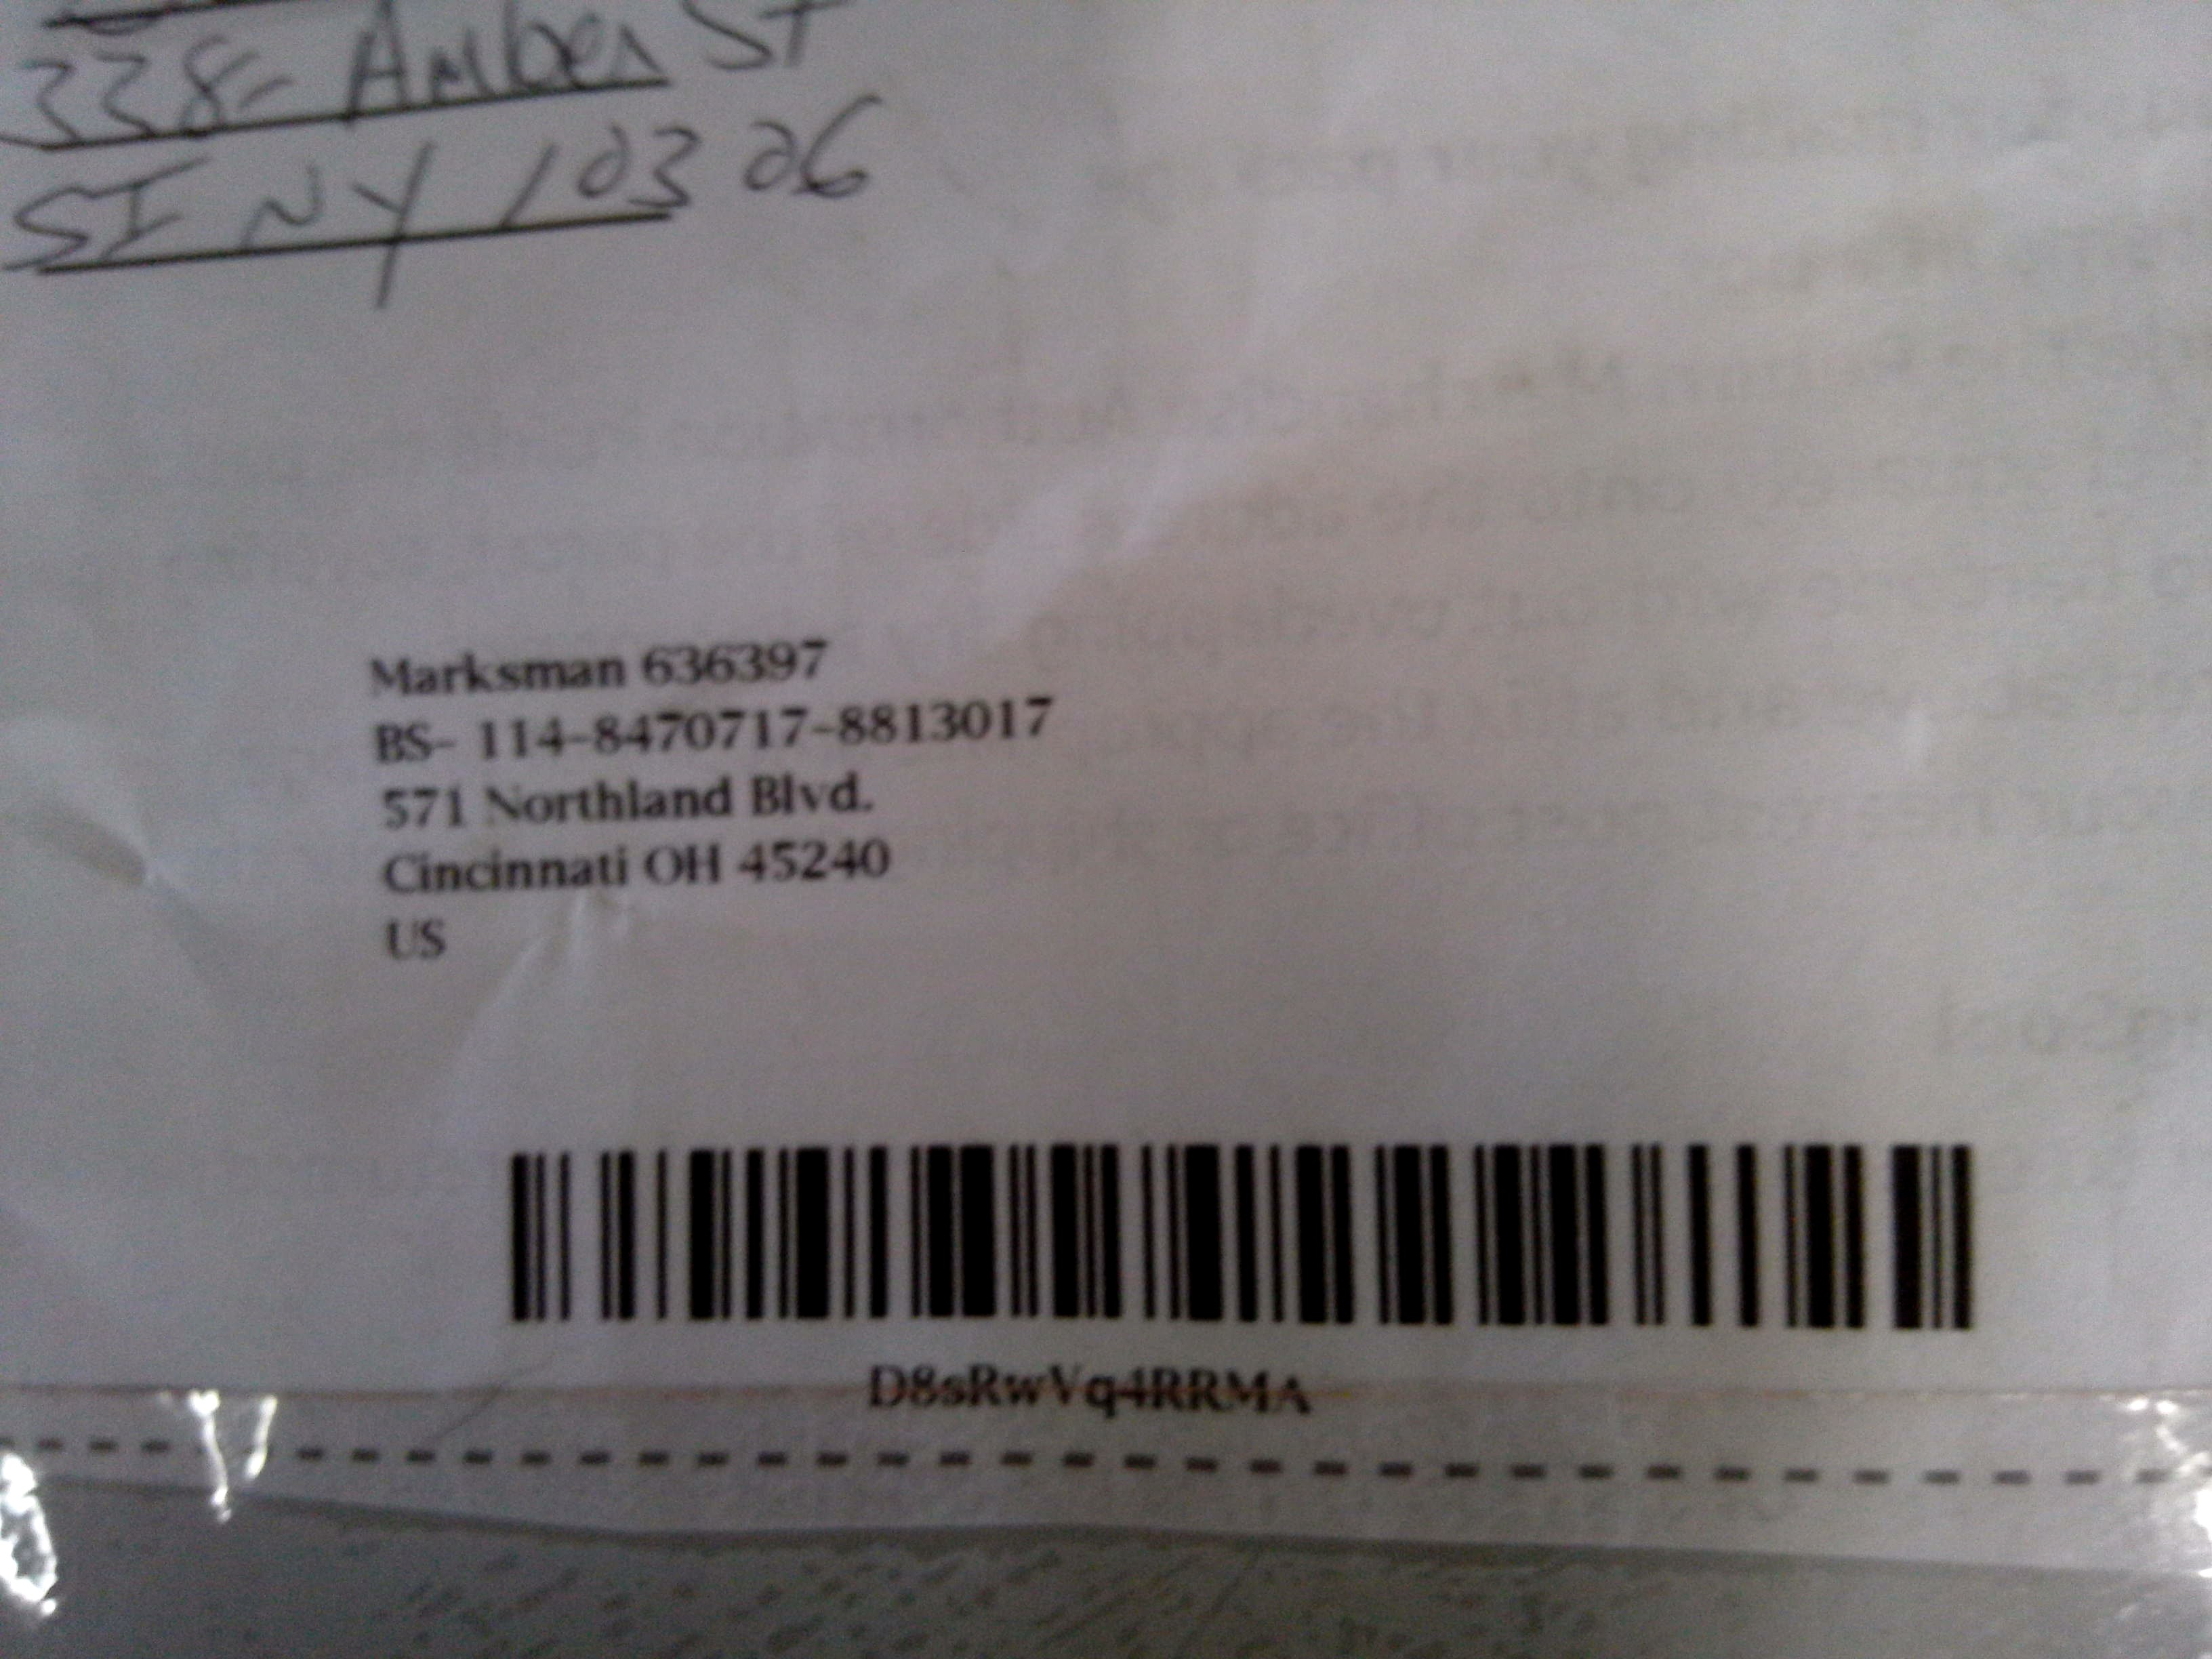 338- Amber ST
SI NY 10306
Marksman 636397
BS- 114-8470717-8813017
571 Northland Blvd.
Cincinnati OH 45240
US
D8sRwVq4RRMA